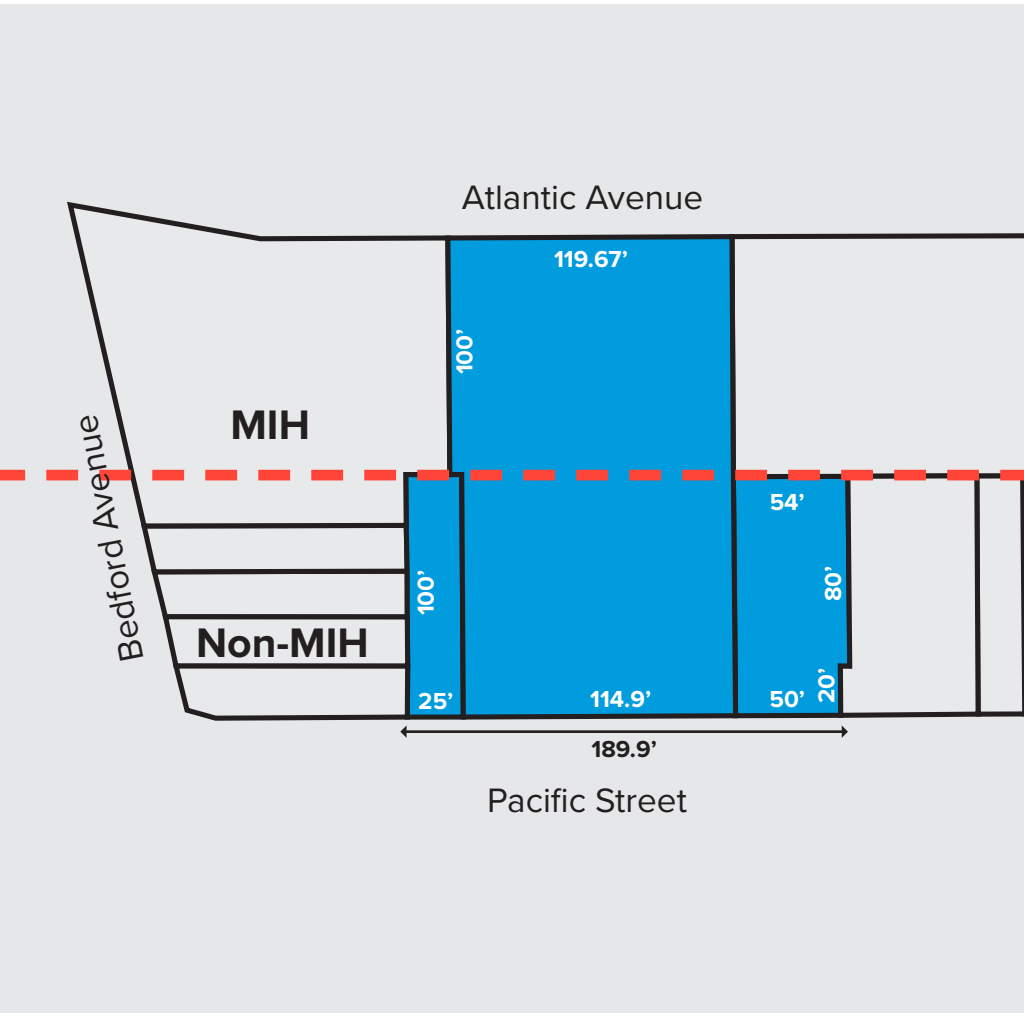 Atlantic Avenue
119.67’
100’
MIH
Bedford Avenue
54’
100’
80’
Non-MIH
20’
25’
114.9’
50’
189.9’
Pacific Street